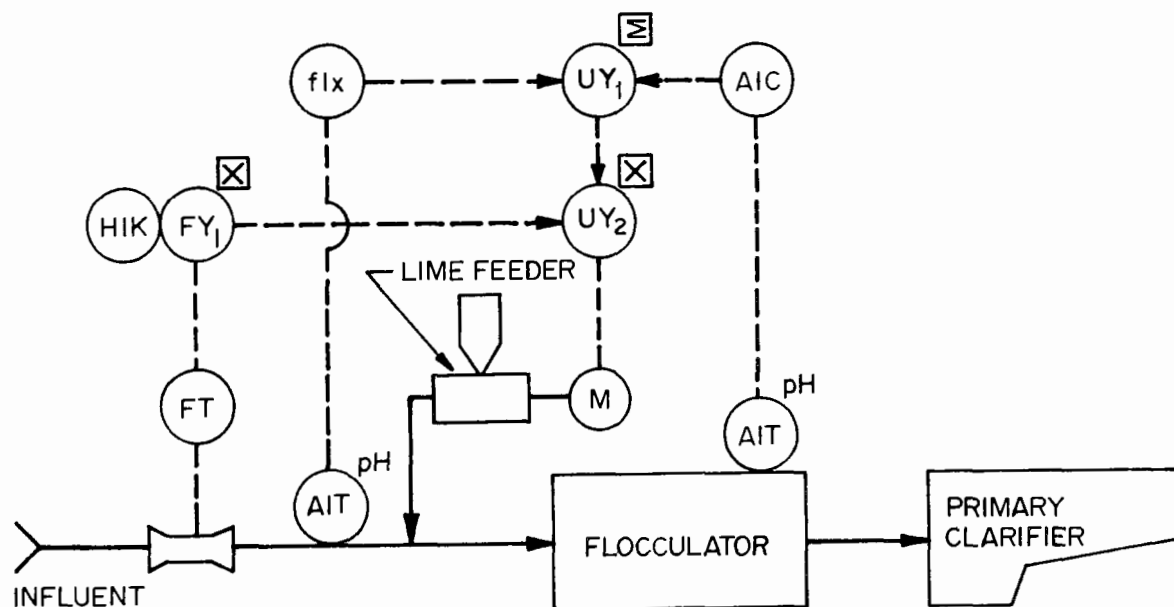 M
flx
UY1
AIC
X
X
HIK
FY1
UY2
LIME FEEDER
FT
M
pH
AIT
pH
AIT
INFLUENT
FLOCCULATOR
PRIMARY
CLARIFIER